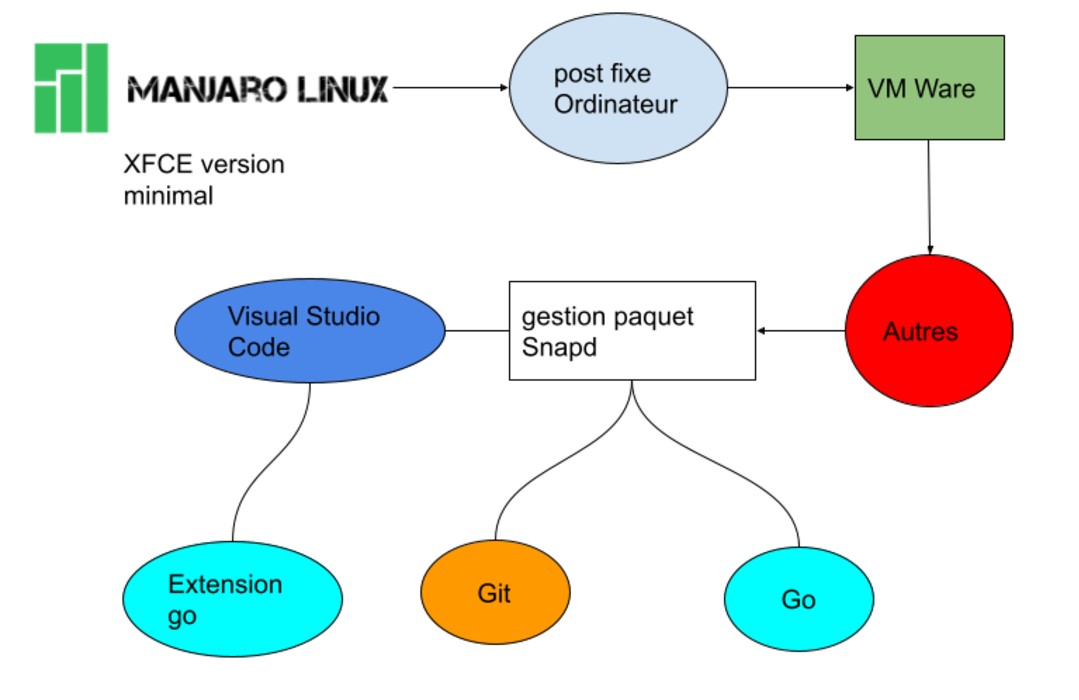 MANJARO LINUX
XFCE version
minimal
post fixe
Ordinateur
VM Ware
Visual Studio
Code
gestion paquet
Snapd
Autres
Extension
go
Git
Go